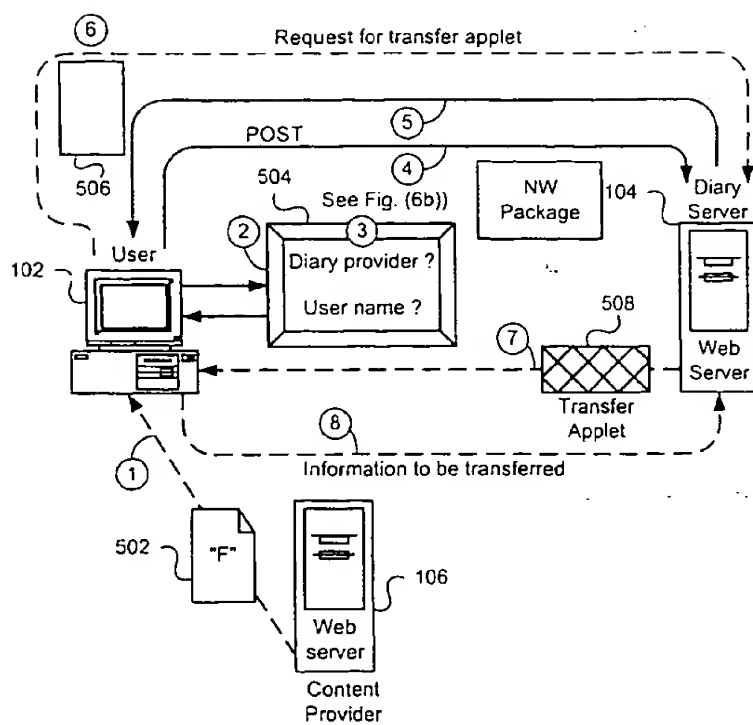 6
Request for transfer applet
5
POST
4
506
504
See Fig. (6b))
NW
Package
104
Diary
Server
User
2
3
102
Diary provider ?
User name ?
508
7
Web
Server
Transfer
Applet
8
1
Information to be transferred
502
"F"
106
Web
server
Content
Provider